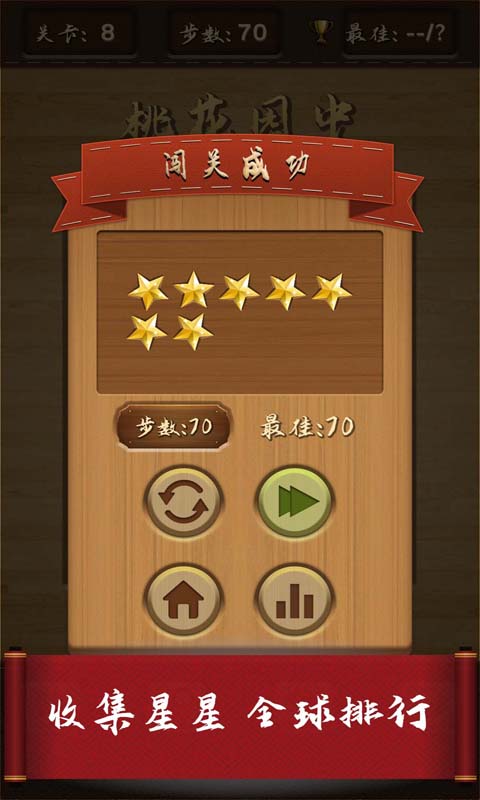 关卡: 8 步数:70 最佳: --/?
桃花园中
闯关成功
步数:70 最佳:70
收集星星 全球排行